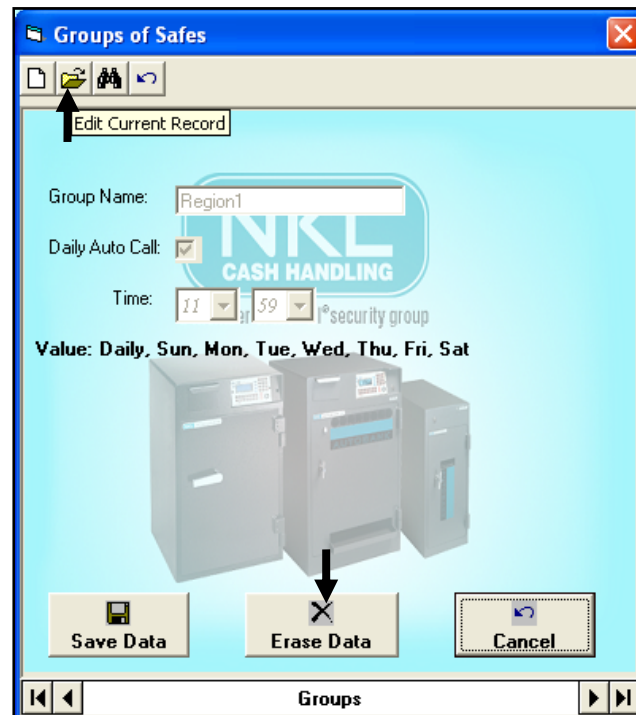 Groups of Safes
Edit Current Record
Group Name: Region1
NKL
Daily Auto Call:
CASH HANDLING
Time: 11 59
security group
Value: Daily, Sun, Mon, Tue, Wed, Thu, Fri, Sat
Save Data Erase Data Cancel
Groups